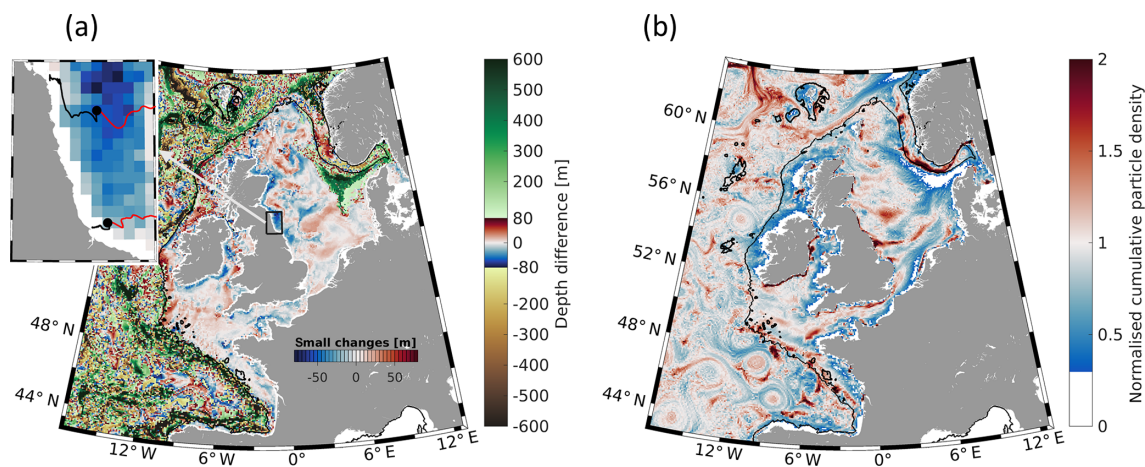 (a)
(b)
48° N
44° N
12° W
6° W
0°
6° E
12° E
Small changes [m]
-50
0
50
600
500
400
300
200
80
0
-80
-200
-300
-400
-500
-600
Depth difference [m]
60° N
56° N
52° N
48° N
44° N
12° W
6° W
0°
6° E
12° E
2
1.5
1
0.5
0
Normalised cumulative particle density